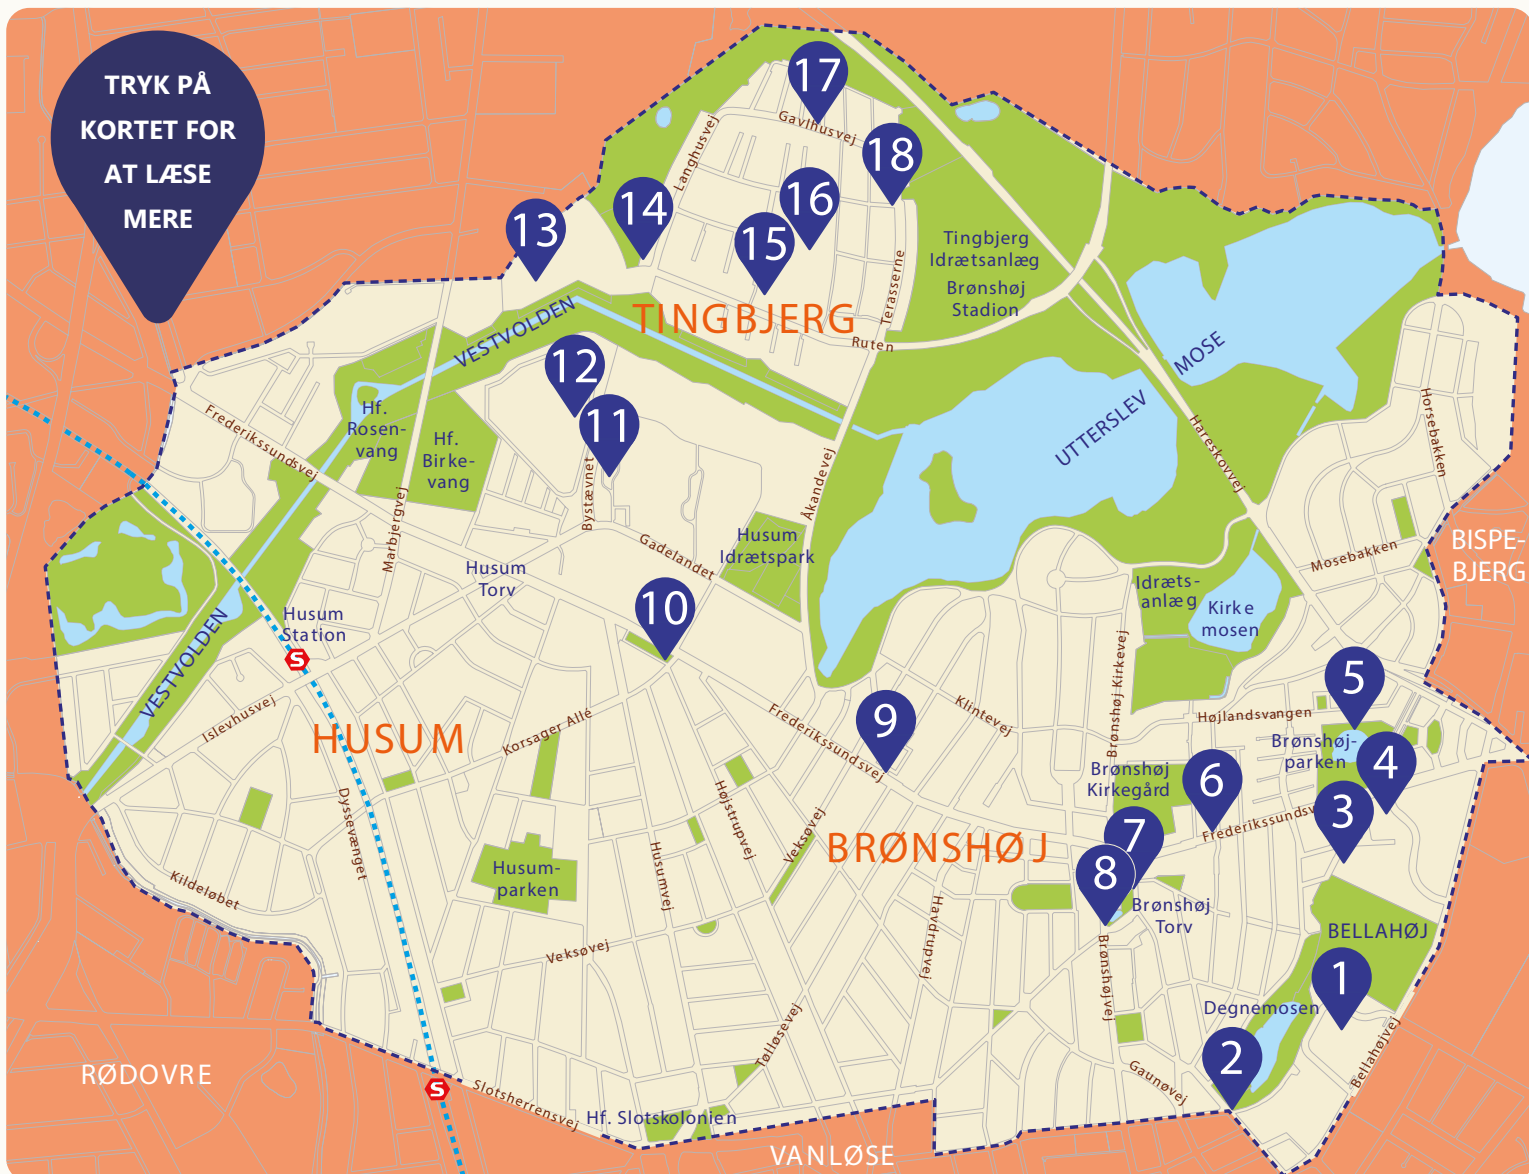 TRYK PÅ
KORTET FOR
AT LÆSE
MERE
17
Gavlhusvej
18
Langhusvej
14
16
13
15
Tingbjerg
Idrætsanlæg
Brønshøj
Stadion
Terasserne
TINGBJERG
VESTVOLDEN
Ruten
MOSE
UTTERSLEV
12
11
Hf.
Rosen-
vang
Hf.
Birke-
vang
Frederikssundsvej
Marbjergvej
Bystævnet
Åkandevej
Hareskovvej
Horsebakken
Husum
Idrætspark
Gadelandet
Husum
Torv
Mosebakken
BISPE-
BJERG
Idræts-
anlæg
Kirke
mosen
10
Husum
Station
S
VESTVOLDEN
Islevhusvej
HUSUM
Korsager Allé
Frederikssundsvej
9
Klintevej
Brønshøj Kirkevej
5
Højlandsvangen
Brønshøj-
parken
4
Brønshøj
Kirkegård
6
3
Frederikssundsv
7
8
BRØNSHØJ
Højstrupvej
Veksøvej
Dyssevænget
Husum-
parken
Husumvej
Kildeløbet
Havdrupvej
Brønshøj
Torv
BELLAHØJ
Veksøvej
Brønshøjvej
1
Degnemosen
2
Tølløsevej
Gaunøvej
Bellahøjvej
RØDOVRE
S
Slotsherrensvej
Hf. Slotskolonien
VANLØSE